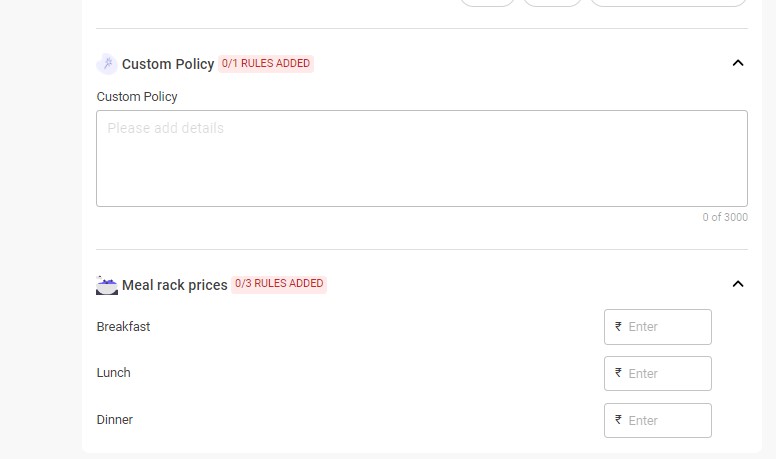 Custom Policy 0/1 RULES ADDED
Custom Policy
Please add details
0 of 3000
Meal rack prices 0/3 RULES ADDED
Breakfast ₹ Enter
Lunch ₹ Enter
Dinner ₹ Enter